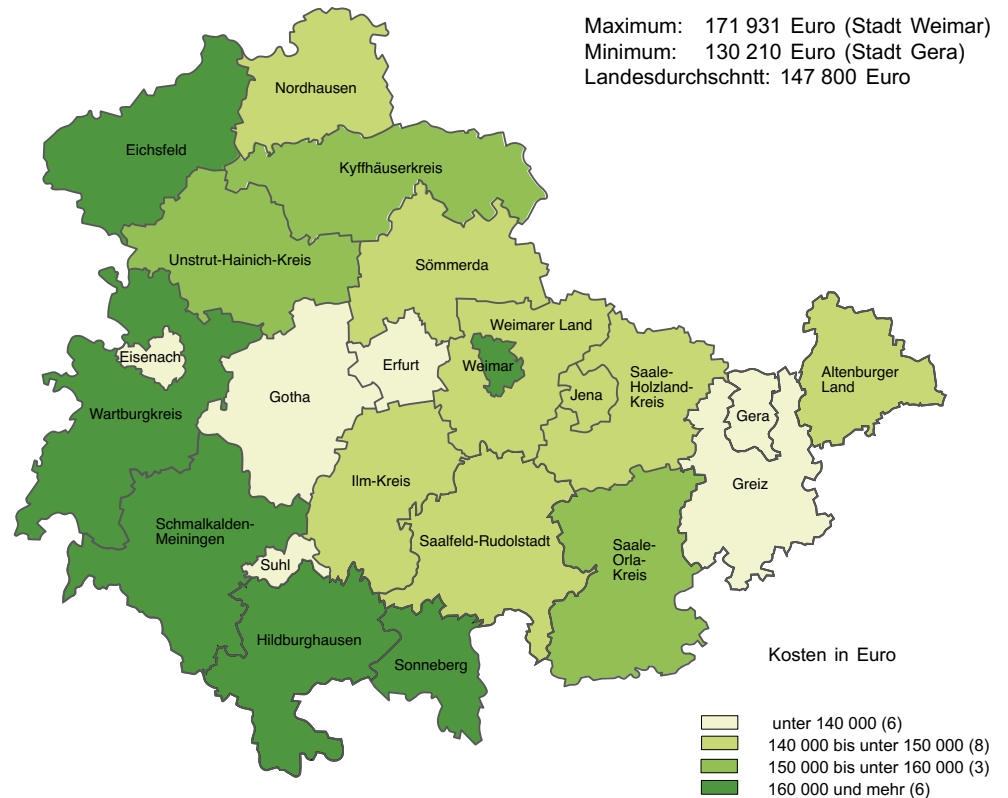 Maximum: 171 931 Euro (Stadt Weimar)
Minimum: 130 210 Euro (Stadt Gera)
Landesdurchschntt: 147 800 Euro
Nordhausen
Eichsfeld
Kyffhäuserkreis
Unstrut-Hainich-Kreis
Sömmerda
Weimarer Land
Eisenach
Erfurt
Weimar
Saale-
Holzland-
Kreis
Altenburger
Land
Jena
Gotha
Wartburgkreis
Gera
Ilm-Kreis
Greiz
Schmalkalden-
Meiningen
Saalfeld-Rudolstadt
Saale-
Orla-
Kreis
Suhl
Hildburghausen
Sonneberg
Kosten in Euro
unter 140 000 (6)
140 000 bis unter 150 000 (8)
150 000 bis unter 160 000 (3)
160 000 und mehr (6)